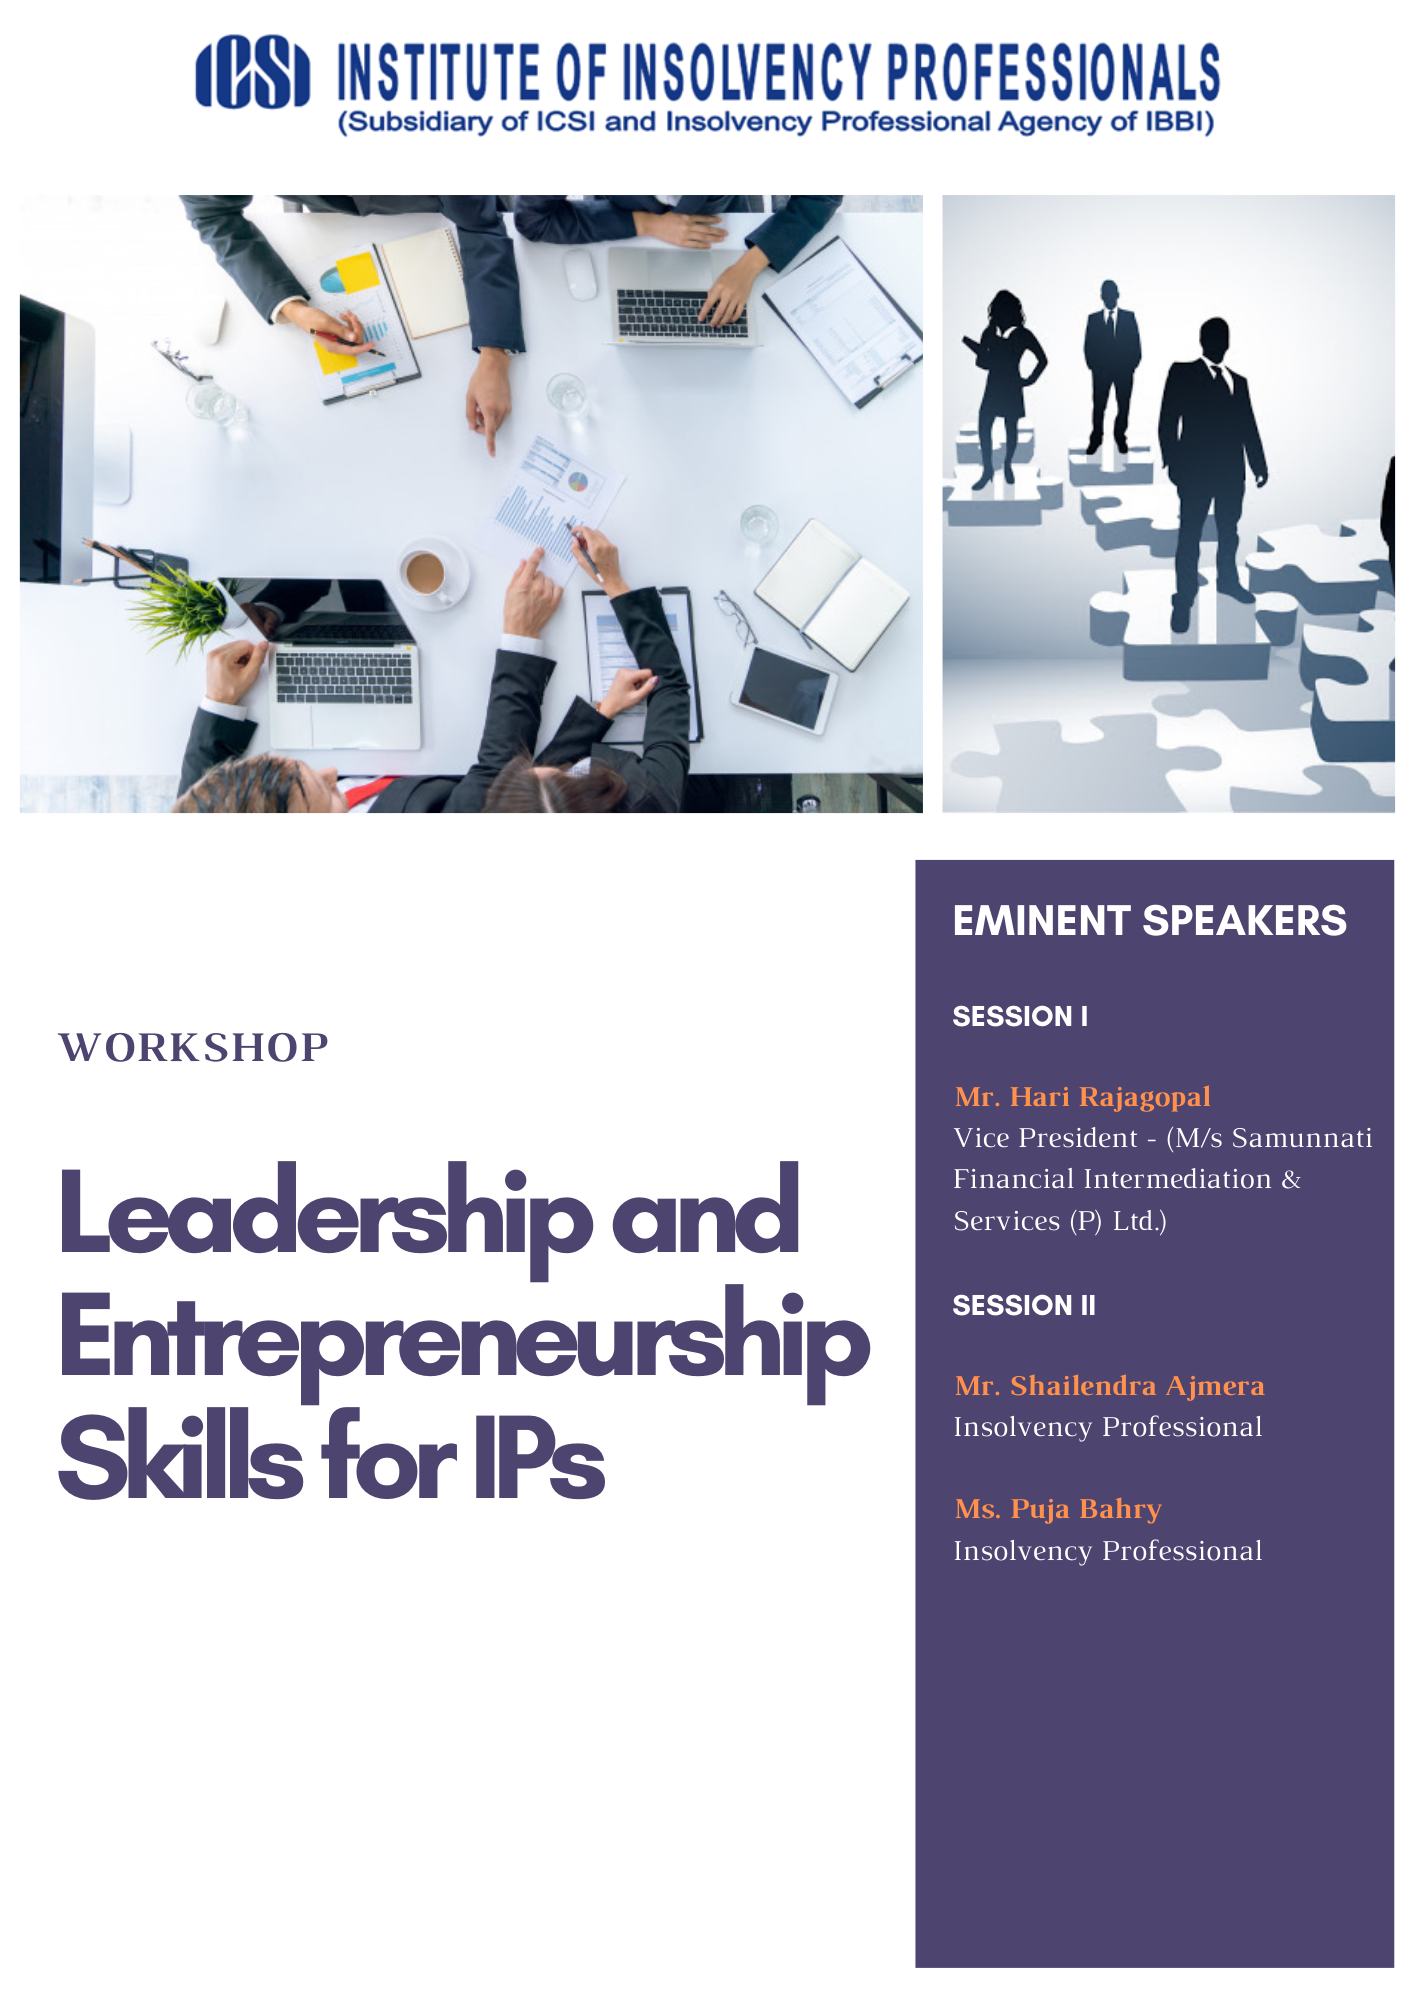 ICSI INSTITUTE OF INSOLVENCY PROFESSIONALS
(Subsidiary of ICSI and Insolvency Professional Agency of IBBI)
WORKSHOP
Leadership and
Entrepreneurship
Skills for IPs
EMINENT SPEAKERS
SESSION I
Mr. Hari Rajagopal
Vice President - (M/s Samunnati
Financial Intermediation &
Services (P) Ltd.)
SESSION II
Mr. Shailendra Ajmera
Insolvency Professional
Ms. Puja Bahry
Insolvency Professional